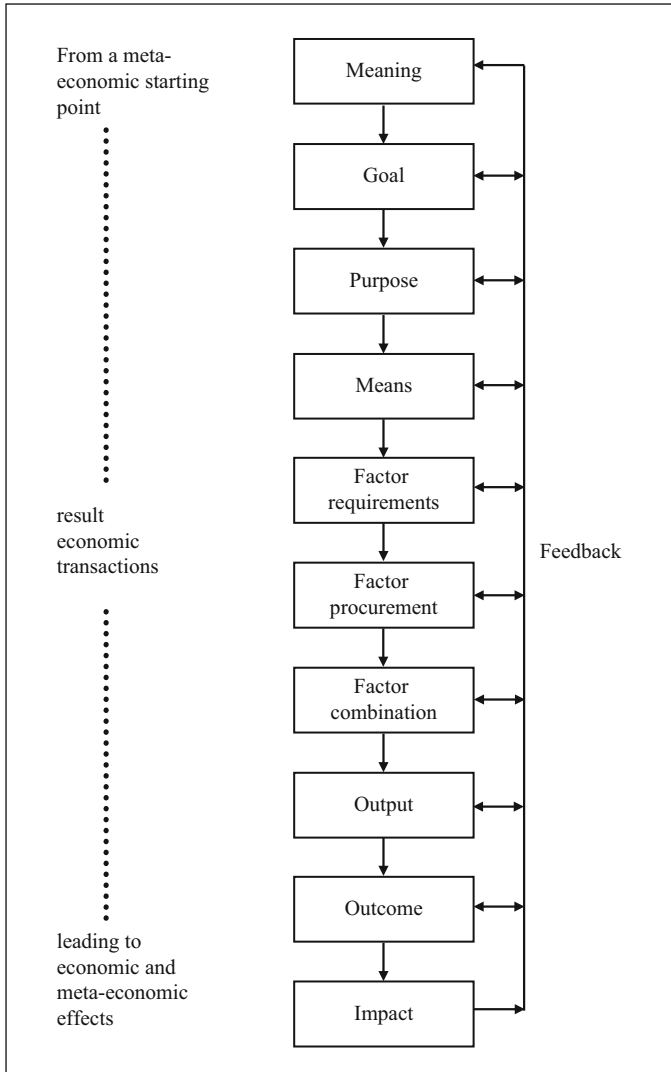 From a meta-
economic starting
point
Meaning
Goal
Purpose
Means
Factor
requirements
result
economic
transactions
Feedback
Factor
procurement
Factor
combination
Output
Outcome
leading to
economic and
meta-economic
effects
Impact